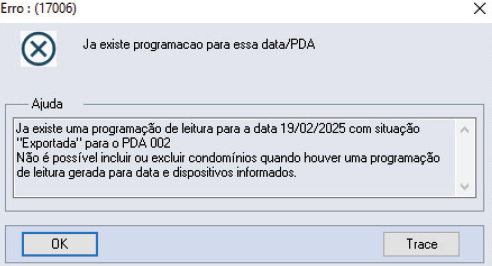 Erro : (17006)
Ja existe programacao para essa data/PDA
Ajuda
Ja existe uma programação de leitura para a data 19/02/2025 com situação
"Exportada" para o PDA 002
Não é possível incluir ou excluir condomínios quando houver uma programação
de leitura gerada para data e dispositivos informados.
OK
Trace